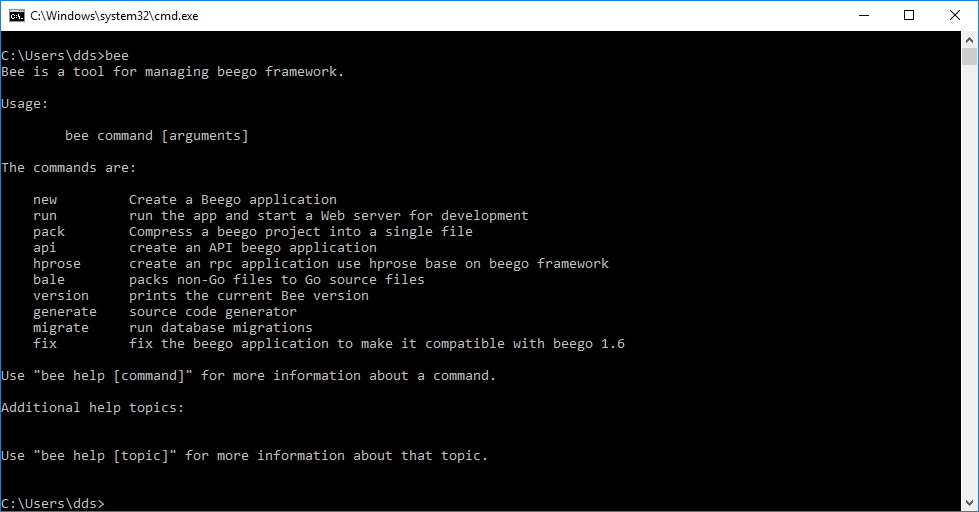 C:\Windows\system32\cmd.exe
C:\Users\dds>bee
Bee is a tool for managing beego framework.
Usage:
bee command [arguments]
The commands are:
new Create a Beego application
run run the app and start a Web server for development
pack Compress a beego project into a single file
api create an API beego application
hprose create an rpc application use hprose base on beego framework
bale packs non-Go files to Go source files
version prints the current Bee version
generate source code generator
migrate run database migrations
fix fix the beego application to make it compatible with beego 1.6
Use "bee help [command]" for more information about a command.
Additional help topics:
Use "bee help [topic]" for more information about that topic.
C:\Users\dds>